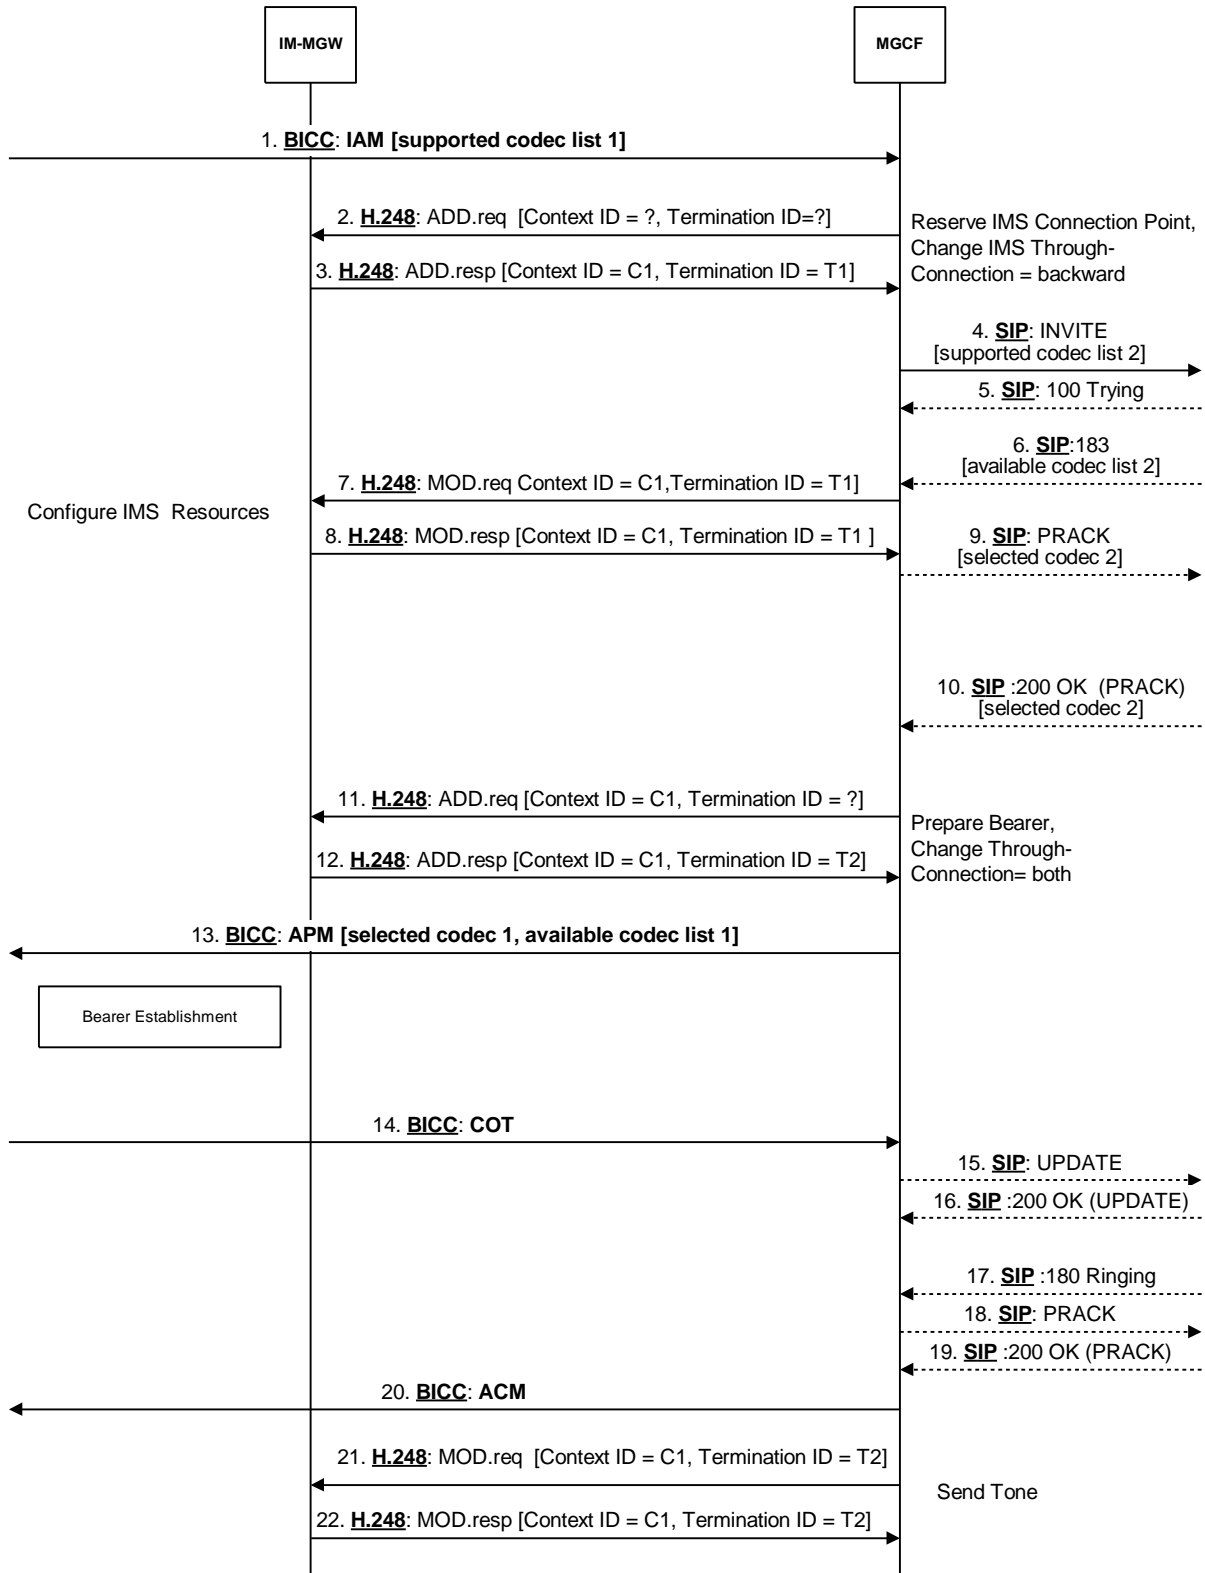 IM-MGW
MGCF
1. BICC: IAM [supported codec list 1]
2. H.248: ADD.req [Context ID = ?, Termination ID=?]
Reserve IMS Connection Point,
Change IMS Through-
Connection = backward
3. H.248: ADD.resp [Context ID = C1, Termination ID = T1]
4. SIP: INVITE
[supported codec list 2]
5. SIP: 100 Trying
6. SIP:183
[available codec list 2]
7. H.248: MOD.req Context ID = C1,Termination ID = T1]
Configure IMS Resources
8. H.248: MOD.resp [Context ID = C1, Termination ID = T1 ]
9. SIP: PRACK
[selected codec 2]
10. SIP :200 OK (PRACK)
[selected codec 2]
11. H.248: ADD.req [Context ID = C1, Termination ID = ?]
Prepare Bearer,
Change Through-
Connection= both
12. H.248: ADD.resp [Context ID = C1, Termination ID = T2]
13. BICC: APM [selected codec 1, available codec list 1]
Bearer Establishment
14. BICC: COT
15. SIP: UPDATE
16. SIP :200 OK (UPDATE)
17. SIP :180 Ringing
18. SIP: PRACK
19. SIP :200 OK (PRACK)
20. BICC: ACM
21. H.248: MOD.req [Context ID = C1, Termination ID = T2]
Send Tone
22. H.248: MOD.resp [Context ID = C1, Termination ID = T2]